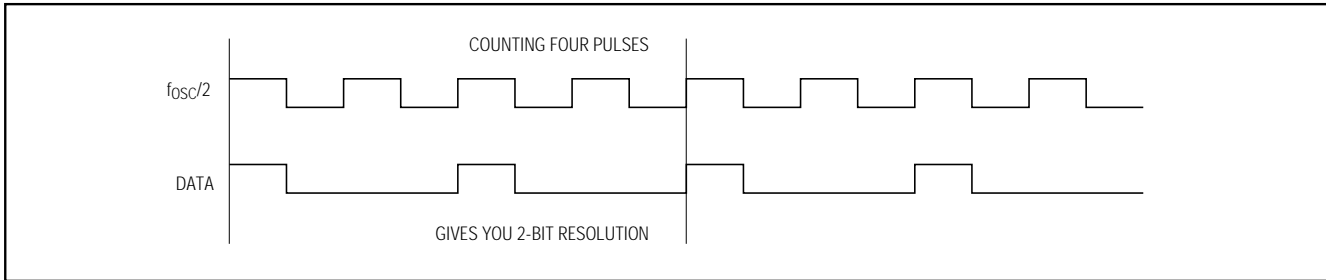 COUNTING FOUR PULSES
fOSC/2
DATA
GIVES YOU 2-BIT RESOLUTION